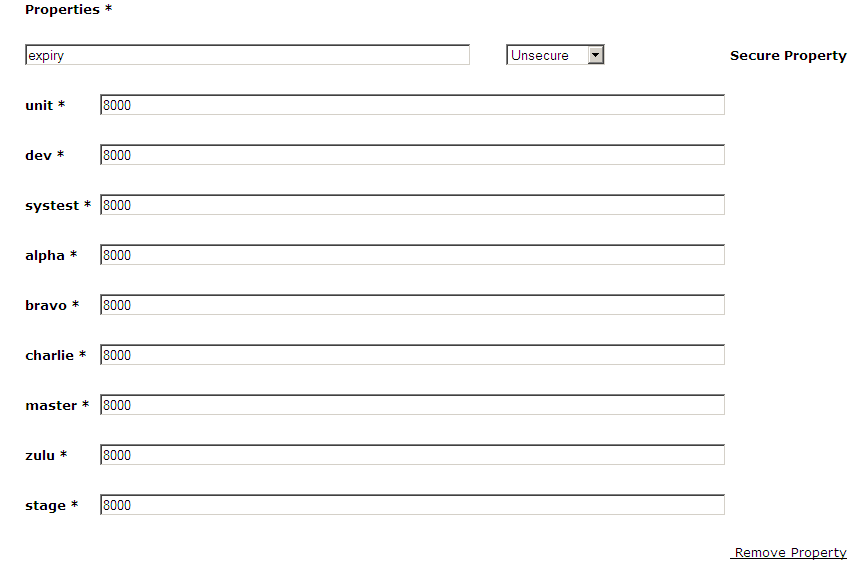 Properties *
expiry Unsecure Secure Property
unit * 8000
dev * 8000
systest * 8000
alpha * 8000
bravo * 8000
charlie * 8000
master * 8000
zulu * 8000
stage * 8000
Remove Property